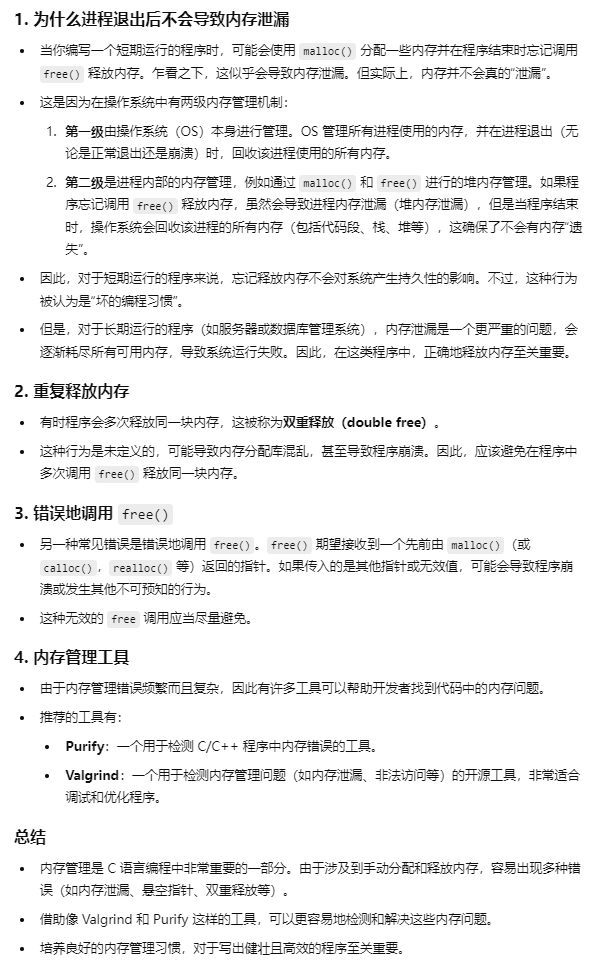 1. 为什么进程退出后不会导致内存泄漏
• 当你编写一个短期运行的程序时，可能会使用 malloc() 分配一些内存并在程序结束时忘记调用
free() 释放内存。乍看之下，这似乎会导致内存泄漏。但实际上，内存并不会真的“泄漏”。
• 这是因为在操作系统中有两级内存管理机制：
1. 第一级由操作系统（OS）本身进行管理。OS 管理所有进程使用的内存，并在进程退出（无
论是正常退出还是崩溃）时，回收该进程使用的所有内存。
2. 第二级是进程内部的内存管理，例如通过 malloc() 和 free() 进行的堆内存管理。如果程
序忘记调用 free() 释放内存，虽然会导致进程内存泄漏（堆内存泄漏），但是当程序结束
时，操作系统会回收该进程的所有内存（包括代码段、栈、堆等），这确保了不会有内存“遗
失”。
• 因此，对于短期运行的程序来说，忘记释放内存不会对系统产生持久性的影响。不过，这种行为
被认为是“坏的编程习惯”。
• 但是，对于长期运行的程序（如服务器或数据库管理系统），内存泄漏是一个更严重的问题，会
逐渐耗尽所有可用内存，导致系统运行失败。因此，在这类程序中，正确地释放内存至关重要。
2. 重复释放内存
• 有时程序会多次释放同一块内存，这被称为双重释放（double free）。
• 这种行为是未定义的，可能导致内存分配库混乱，甚至导致程序崩溃。因此，应该避免在程序中
多次调用 free() 释放同一块内存。
3. 错误地调用 free()
• 另一种常见错误是错误地调用 free()。free() 期望接收到一个先前由 malloc()（或
calloc()，realloc() 等）返回的指针。如果传入的是其他指针或无效值，可能会导致程序崩
溃或发生其他不可预知的行为。
• 这种无效的 free 调用应当尽量避免。
4. 内存管理工具
• 由于内存管理错误频繁而且复杂，因此有许多工具可以帮助开发者找到代码中的内存问题。
• 推荐的工具有：
• Purify：一个用于检测 C/C++ 程序中内存错误的工具。
• Valgrind：一个用于检测内存管理问题（如内存泄漏、非法访问等）的开源工具，非常适合
调试和优化程序。
总结
• 内存管理是 C 语言编程中非常重要的一部分。由于涉及到手动分配和释放内存，容易出现多种错
误（如内存泄漏、悬空指针、双重释放等）。
• 借助像 Valgrind 和 Purify 这样的工具，可以更容易地检测和解决这些内存问题。
• 培养良好的内存管理习惯，对于写出健壮且高效的程序至关重要。